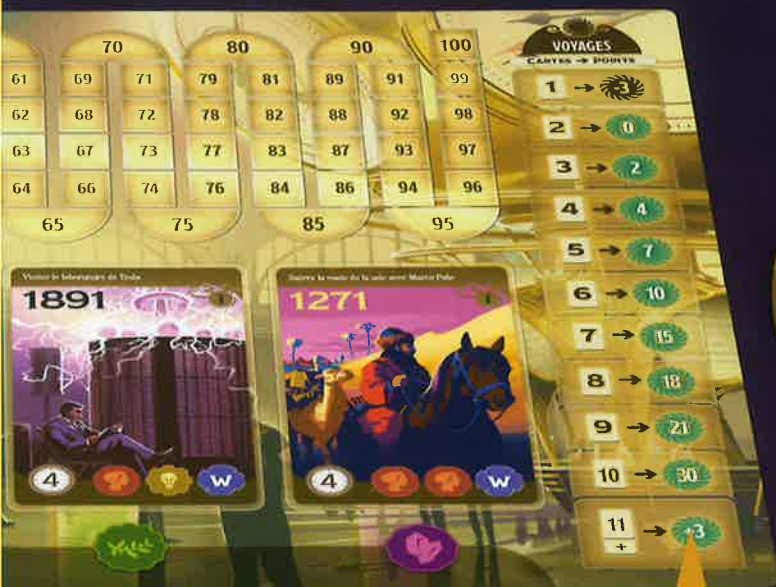 70 80 90 100
61 69 71 79 81 89 91 99
62 68 72 78 82 88 92 98
63 67 73 77 83 87 93 97
64 66 74 76 84 86 94 96
65 75 85 95
VOYAGES
CARTES → POINTS
1 → -3
2 → 0
3 → 2
4 → 4
5 → 7
6 → 10
7 → 15
8 → 18
9 → 21
10 → 30
11 + → +3
Visiter le laboratoire de Tesla
1891 1
4 W
Suivre la route de la soie avec Marco Polo
1271 1
4 W